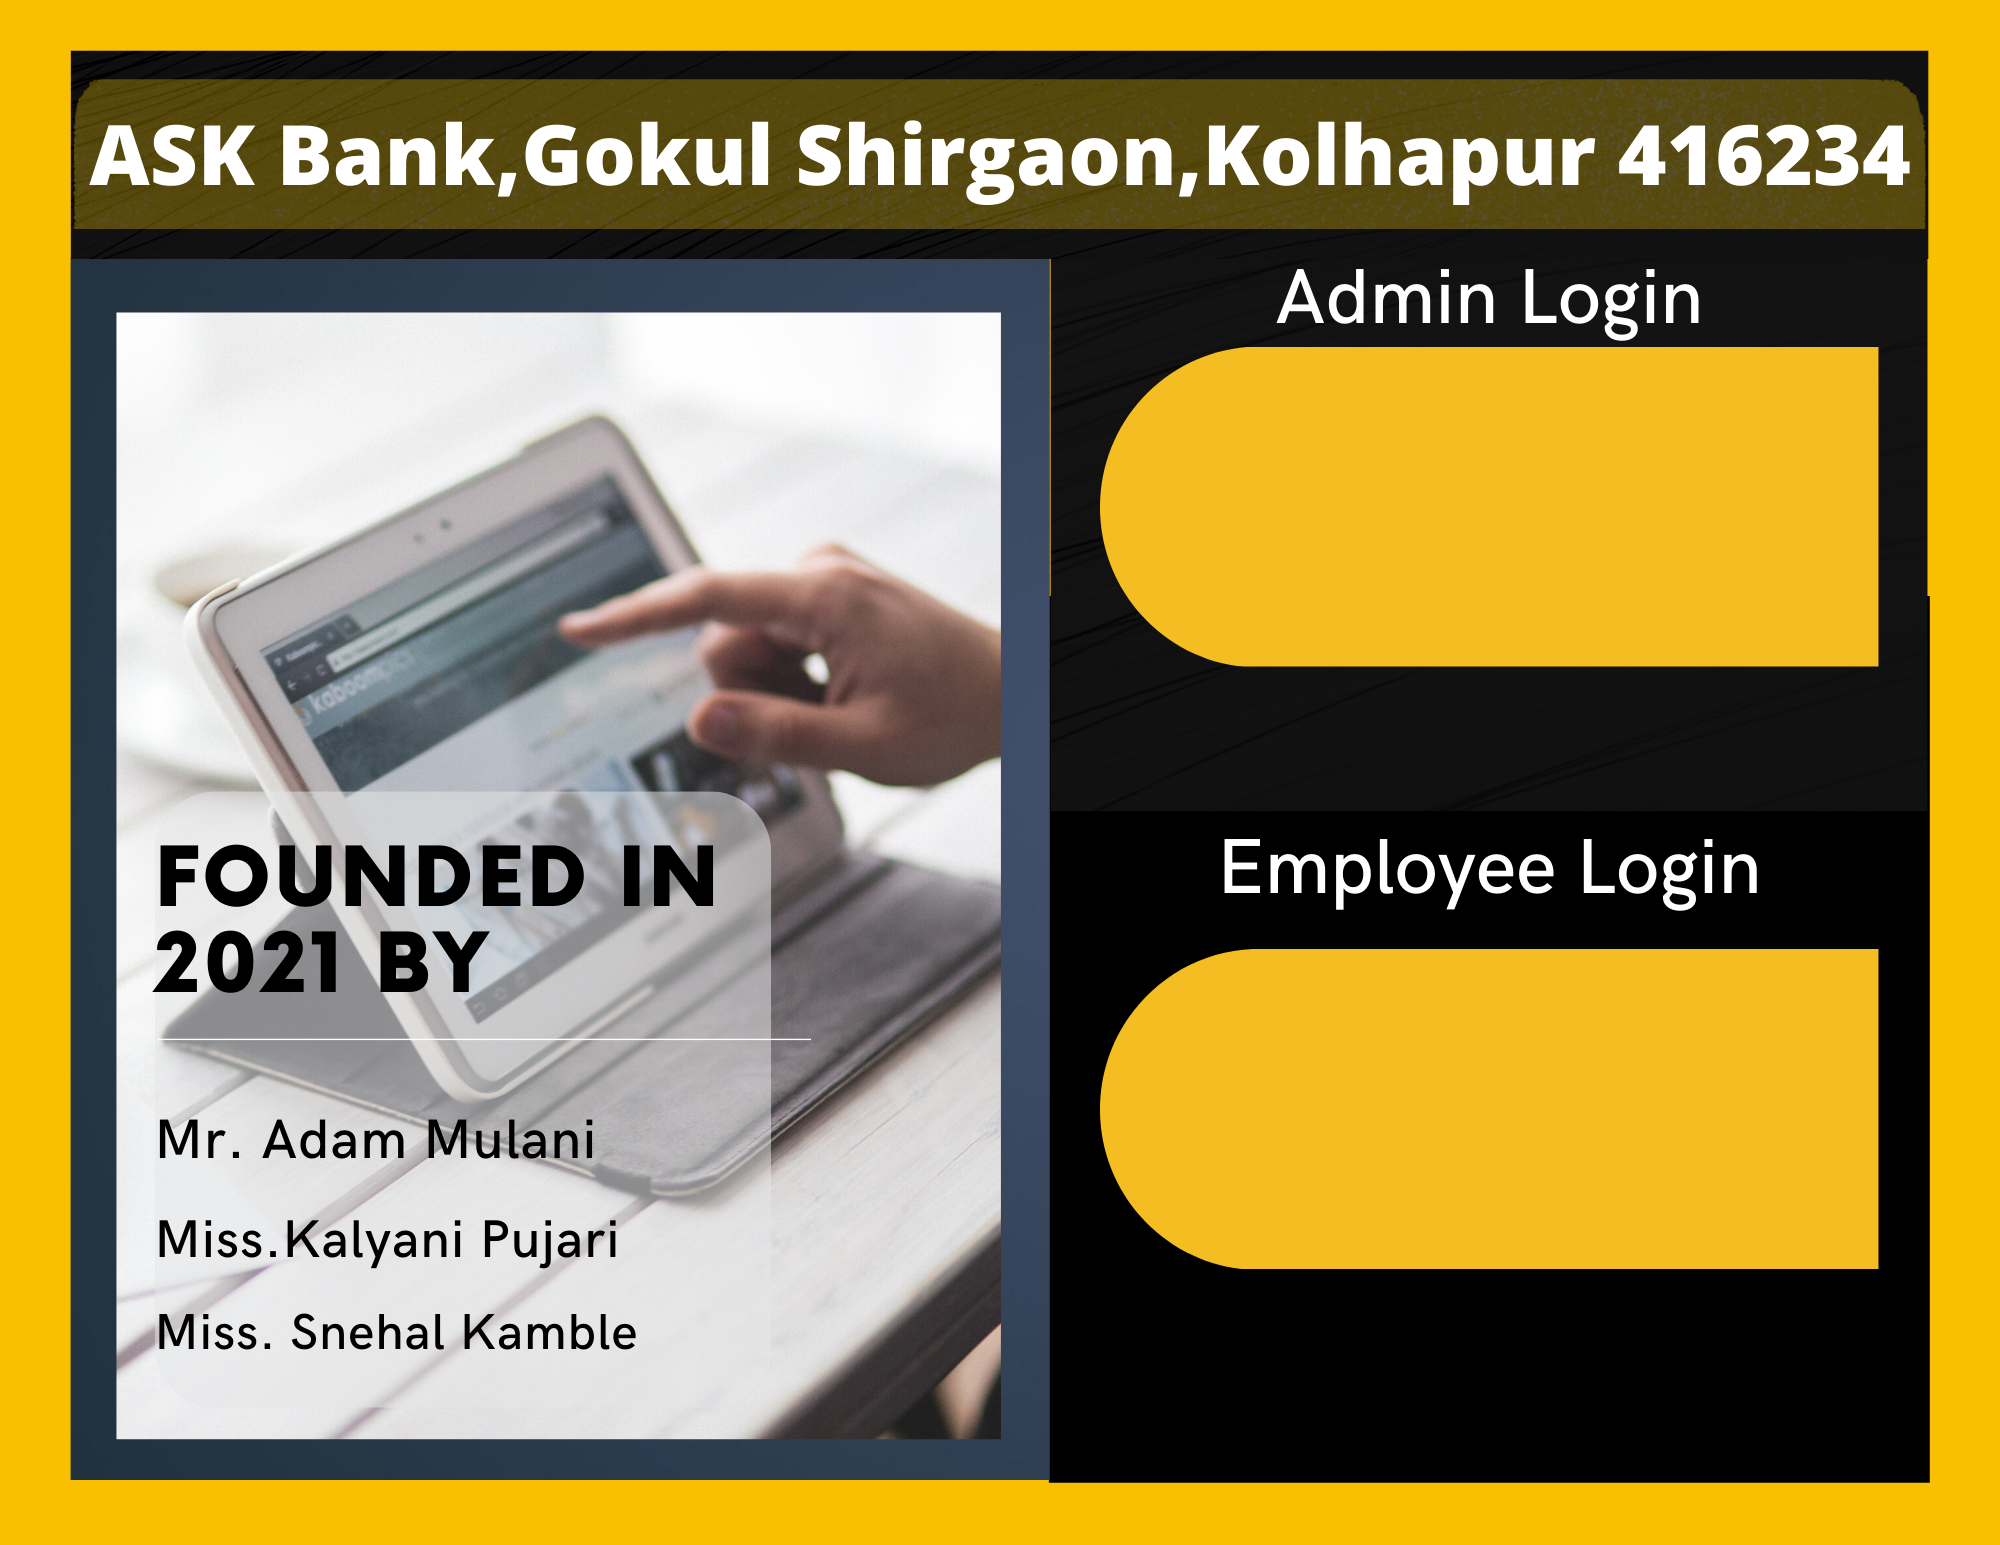 ASK Bank,Gokul Shirgaon,Kolhapur 416234
Admin Login
kaboompics
FOUNDED IN
2021 BY
Mr. Adam Mulani
Miss.Kalyani Pujari
Miss. Snehal Kamble
Employee Login